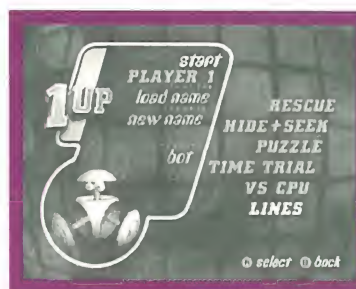 start
PLAYER 1
load name
new name
bot
1UP
RESCUE
HIDE+SEEK
PUZZLE
TIME TRIAL
VS CPU
LINES
select
back